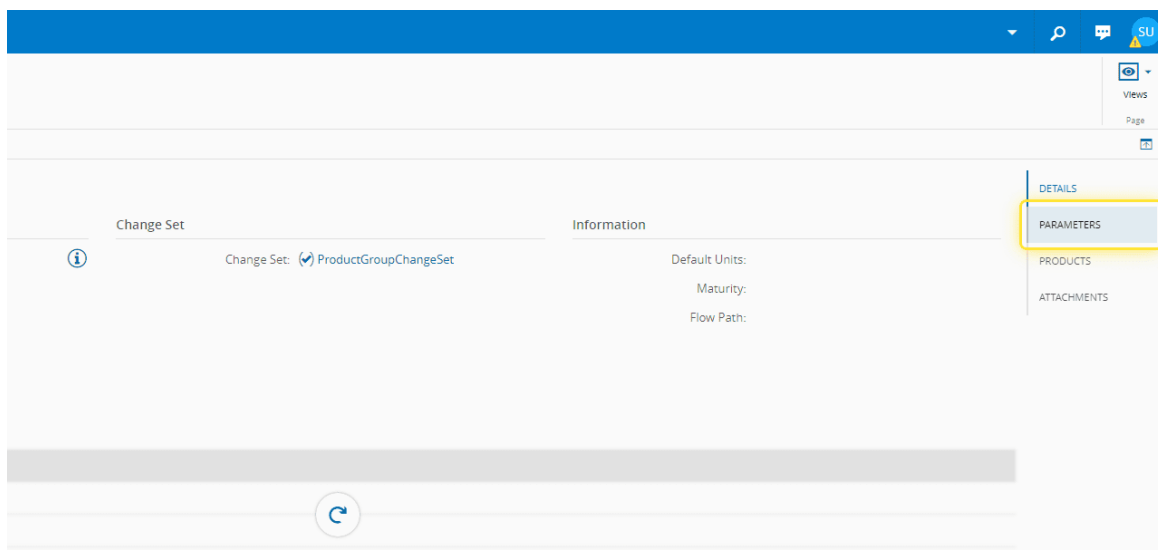 SU
Views
Page
DETAILS
Change Set
Information
PARAMETERS
Change Set: ProductGroupChangeSet
Default Units:
PRODUCTS
Maturity:
ATTACHMENTS
Flow Path: